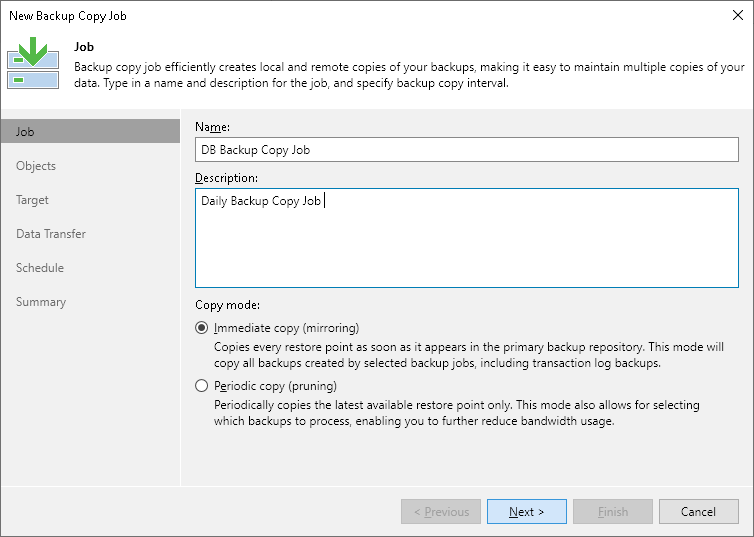 New Backup Copy Job
Job
Backup copy job efficiently creates local and remote copies of your backups, making it easy to maintain multiple copies of your
data. Type in a name and description for the job, and specify backup copy interval.
Job
Objects
Target
Data Transfer
Schedule
Summary
Name:
DB Backup Copy Job
Description:
Daily Backup Copy Job
Copy mode:
Immediate copy (mirroring)
Copies every restore point as soon as it appears in the primary backup repository. This mode will
copy all backups created by selected backup jobs, including transaction log backups.
Periodic copy (pruning)
Periodically copies the latest available restore point only. This mode also allows for selecting
which backups to process, enabling you to further reduce bandwidth usage.
< Previous
Next >
Finish
Cancel